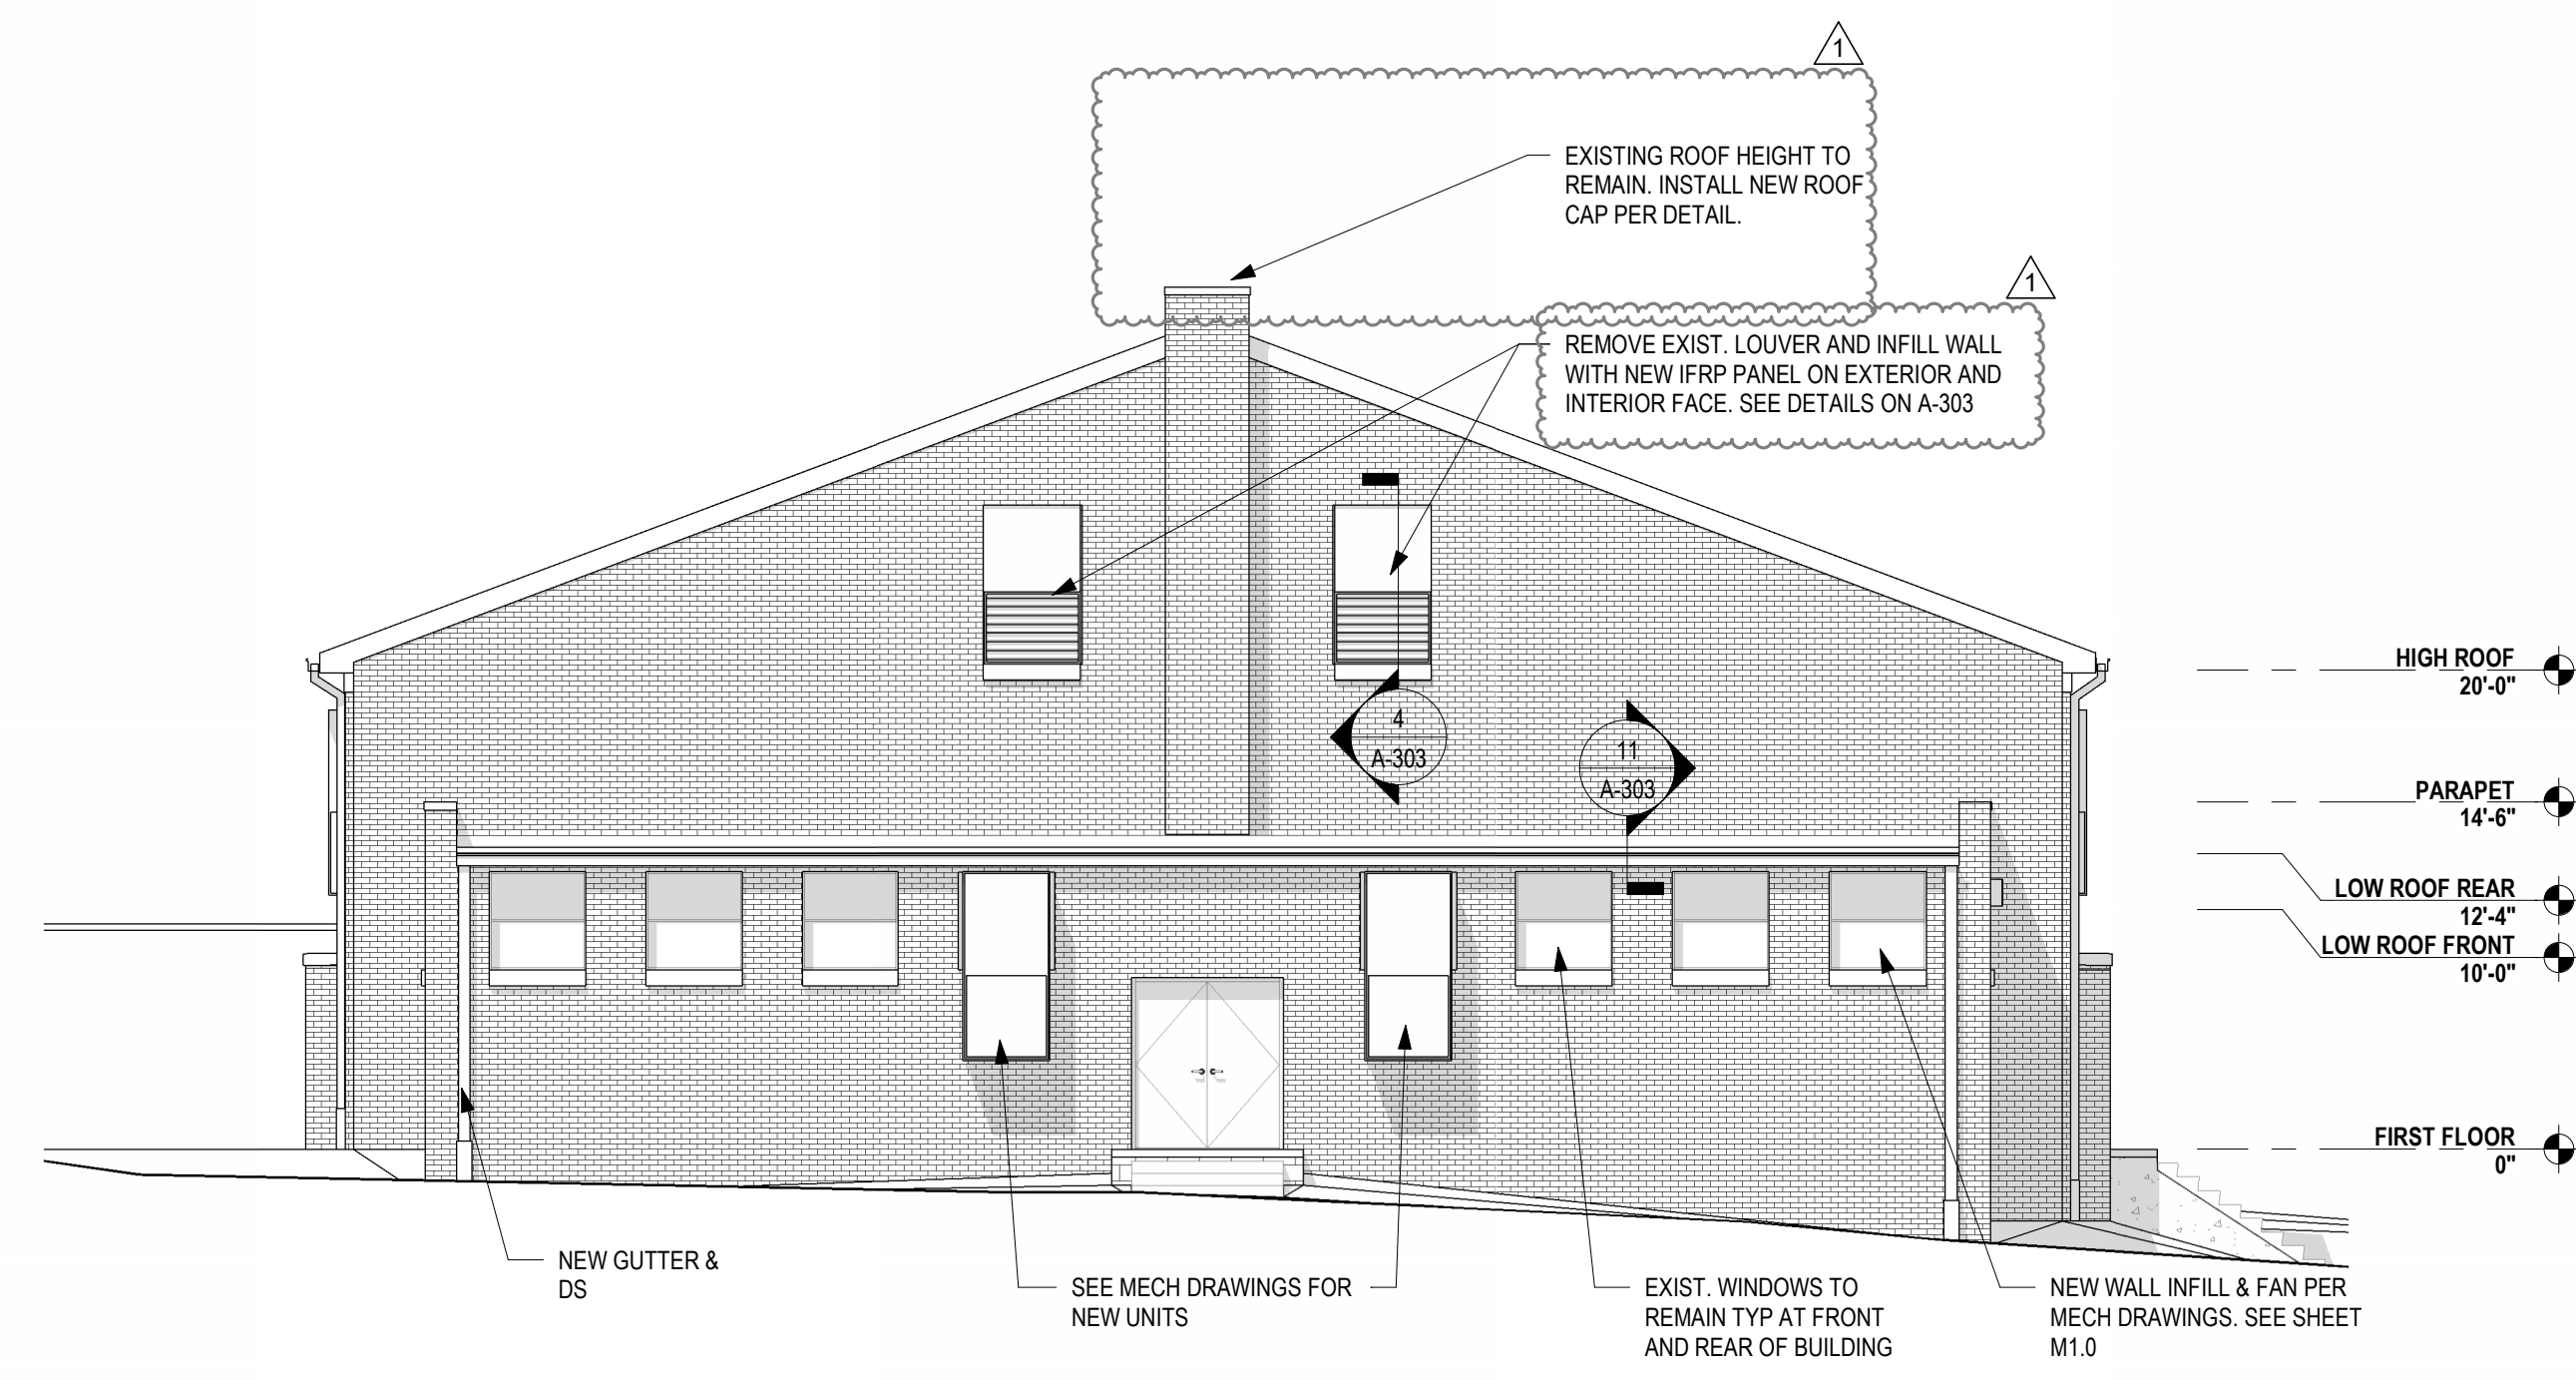 1
EXISTING ROOF HEIGHT TO
REMAIN. INSTALL NEW ROOF
CAP PER DETAIL.
1
REMOVE EXIST. LOUVER AND INFILL WALL
WITH NEW IFRP PANEL ON EXTERIOR AND
INTERIOR FACE. SEE DETAILS ON A-303
HIGH ROOF
20'-0"
4
A-303
11
A-303
PARAPET
14'-6"
LOW ROOF REAR
12'-4"
LOW ROOF FRONT
10'-0"
FIRST FLOOR
0"
NEW GUTTER &
DS
SEE MECH DRAWINGS FOR
NEW UNITS
EXIST. WINDOWS TO
REMAIN TYP AT FRONT
AND REAR OF BUILDING
NEW WALL INFILL & FAN PER
MECH DRAWINGS. SEE SHEET
M1.0